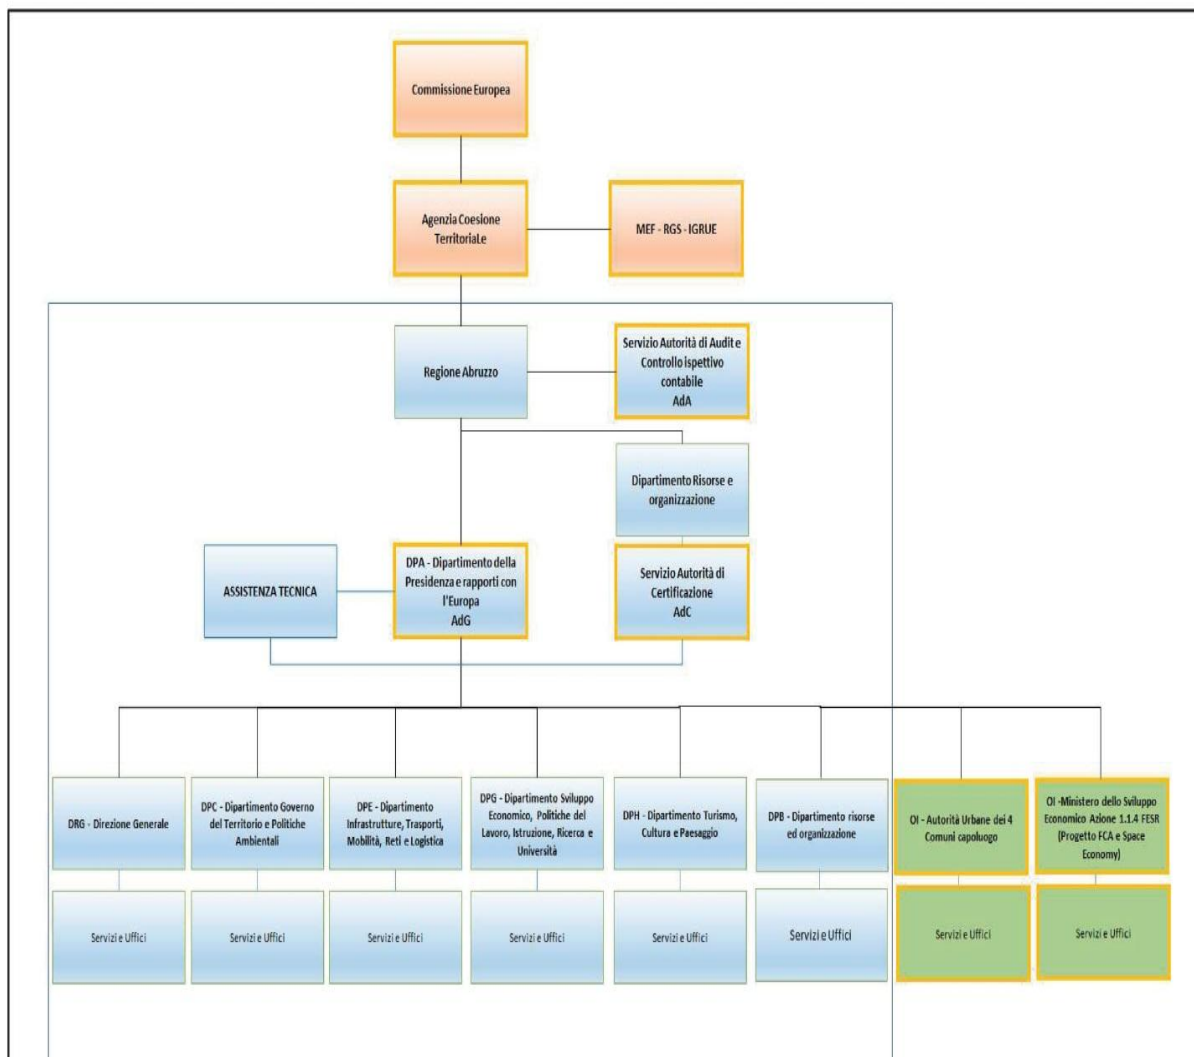 Commissione Europea
Agenzia Coesione
Territoriale
MEF - RGS - IGRUE
Regione Abruzzo
Servizio Autorità di Audit e
Controllo ispettivo
contabile
AdA
Dipartimento Risorse e
organizzazione
ASSISTENZA TECNICA
DPA - Dipartimento della
Presidenza e rapporti con
l'Europa
AdG
Servizio Autorità di
Certificazione
AdC
DRG - Direzione Generale
DPC - Dipartimento Governo
del Territorio e Politiche
Ambientali
DPE - Dipartimento
Infrastrutture, Trasporti,
Mobilità, Reti e Logistica
DPG - Dipartimento Sviluppo
Economico, Politiche del
Lavoro, Istruzione, Ricerca e
Università
DPH - Dipartimento Turismo,
Cultura e Paesaggio
DPB - Dipartimento risorse
ed organizzazione
OI - Autorità Urbane dei 4
Comuni capoluogo
OI -Ministero dello Sviluppo
Economico Azione 1.1.4 FESR
(Progetto FCA e Space
Economy)
Servizi e Uffici
Servizi e Uffici
Servizi e Uffici
Servizi e Uffici
Servizi e Uffici
Servizi e Uffici
Servizi e Uffici
Servizi e Uffici